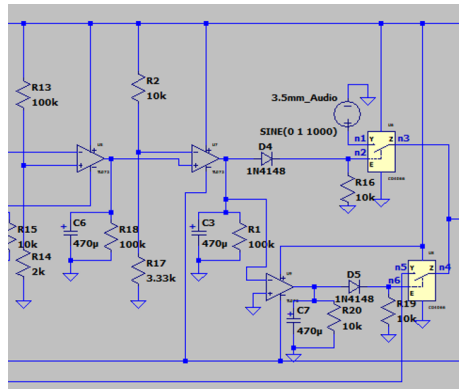 R13
100k
R2
10k
3.5mm_Audio
SINE(0 1 1000)
n1
Y
Z
n3
n2
E
D4
1N4148
R16
10k
R15
10k
R14
2k
C6
470µ
R18
100k
R17
3.33k
C3
470µ
R1
100k
D5
1N4148
n5
Y
Z
n4
n6
E
C7
470µ
R20
10k
R19
10k